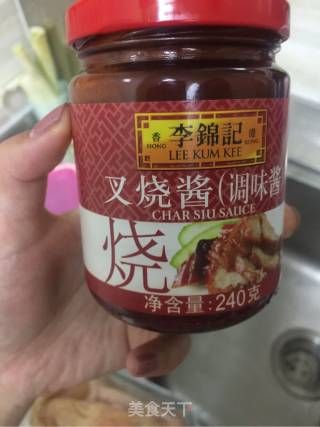 香 李錦記 港
HONG LEE KUM KEE KONG
叉烧酱(调味酱
CHAR SIU SAUCE
烧
净含量:240克
美食天下